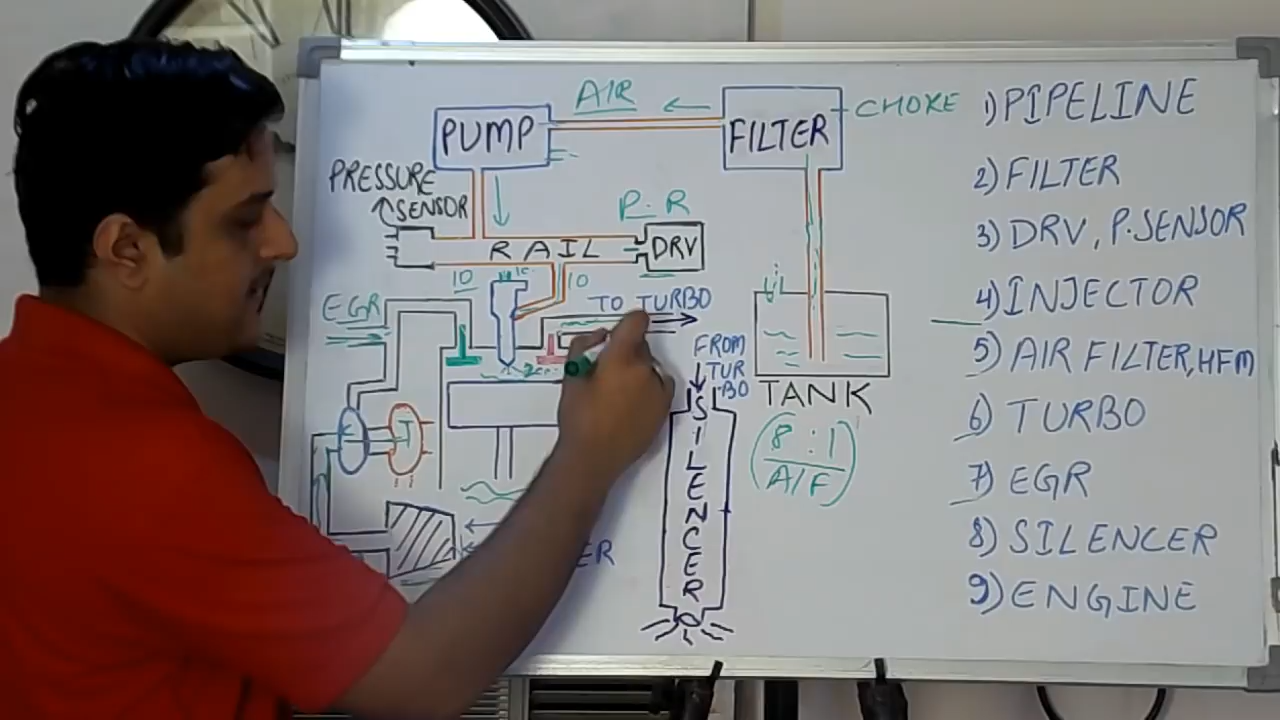 AIR
CHOKE
PUMP
FILTER
PRESSURE
SENSOR
P.R
RAIL
DRV
10
10
EGR
TO TURBO
FROM
TUR
BO
TANK
8:1
A/F
SILENCER
ER
1) PIPELINE
2) FILTER
3) DRV, P.SENSOR
4) INJECTOR
5) AIR FILTER, HFM
6) TURBO
7) EGR
8) SILENCER
9) ENGINE